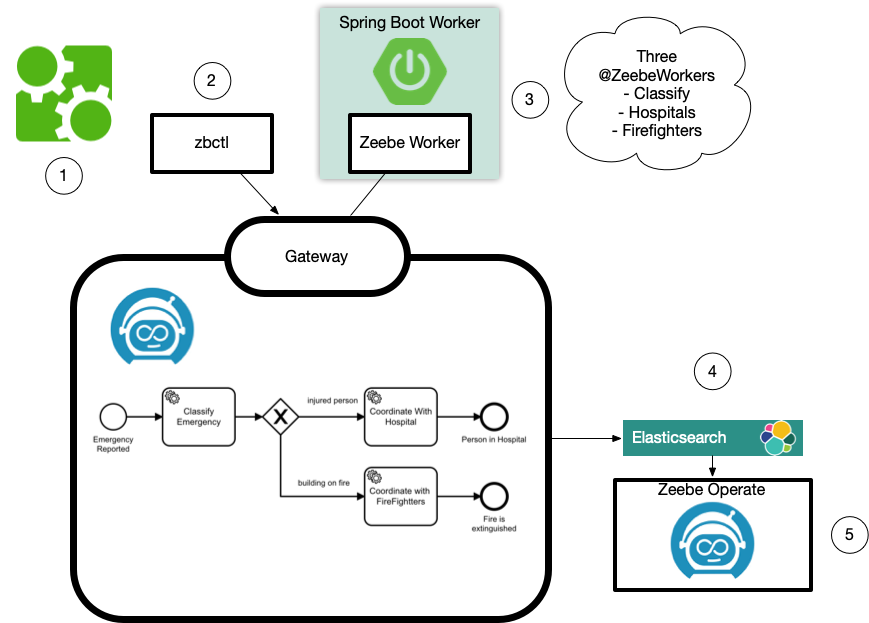 Spring Boot Worker
2
3
Three
@ZeebeWorkers
- Classify
- Hospitals
- Firefighters
zbctl
Zeebe Worker
1
Gateway
Classify
Emergency
X
injured person
Coordinate With
Hospital
Emergency
Reported
Person in Hospital
building on fire
Coordinate with
FireFightters
Fire is
extinguished
4
Elasticsearch
Zeebe Operate
5